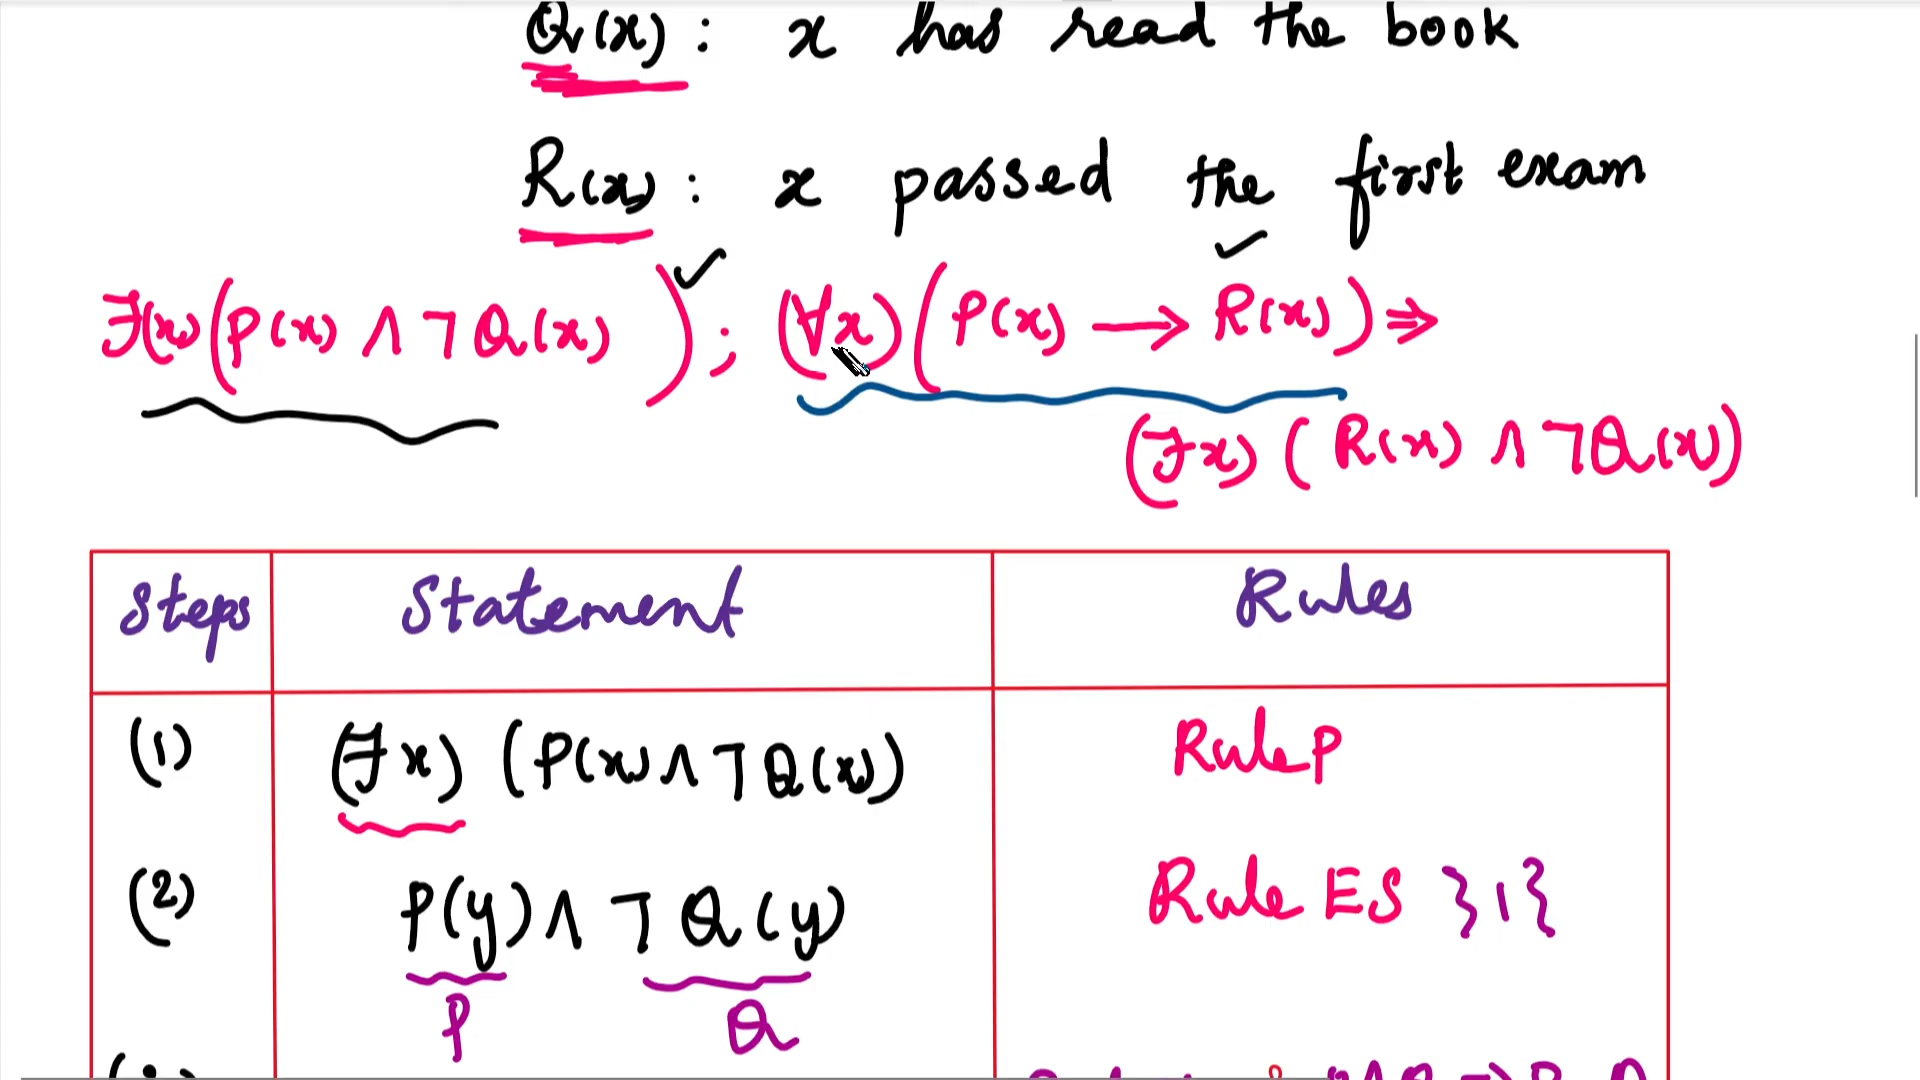 Q(x) : x has read the book
R(x) : x passed the first exam
∃(x) (P(x) ∧ ¬Q(x)) ; (∀x) (P(x) → R(x)) ⇒
(∃x) (R(x) ∧ ¬Q(x))
Steps Statement Rules
(1) (∃x) (P(x) ∧ ¬Q(x)) Rule P
(2) P(y) ∧ ¬Q(y) Rule ES }1{
P Q